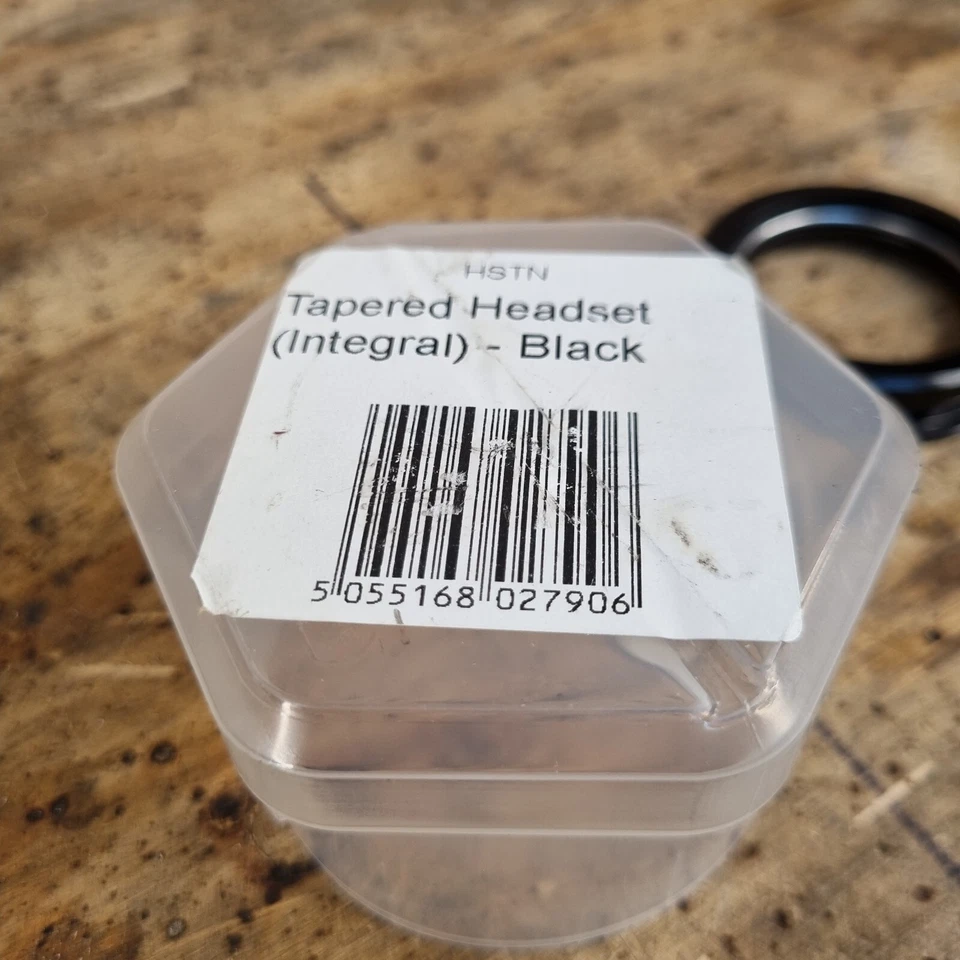 HSTN
Tapered Headset
(Integral) - Black
5 055168 027906